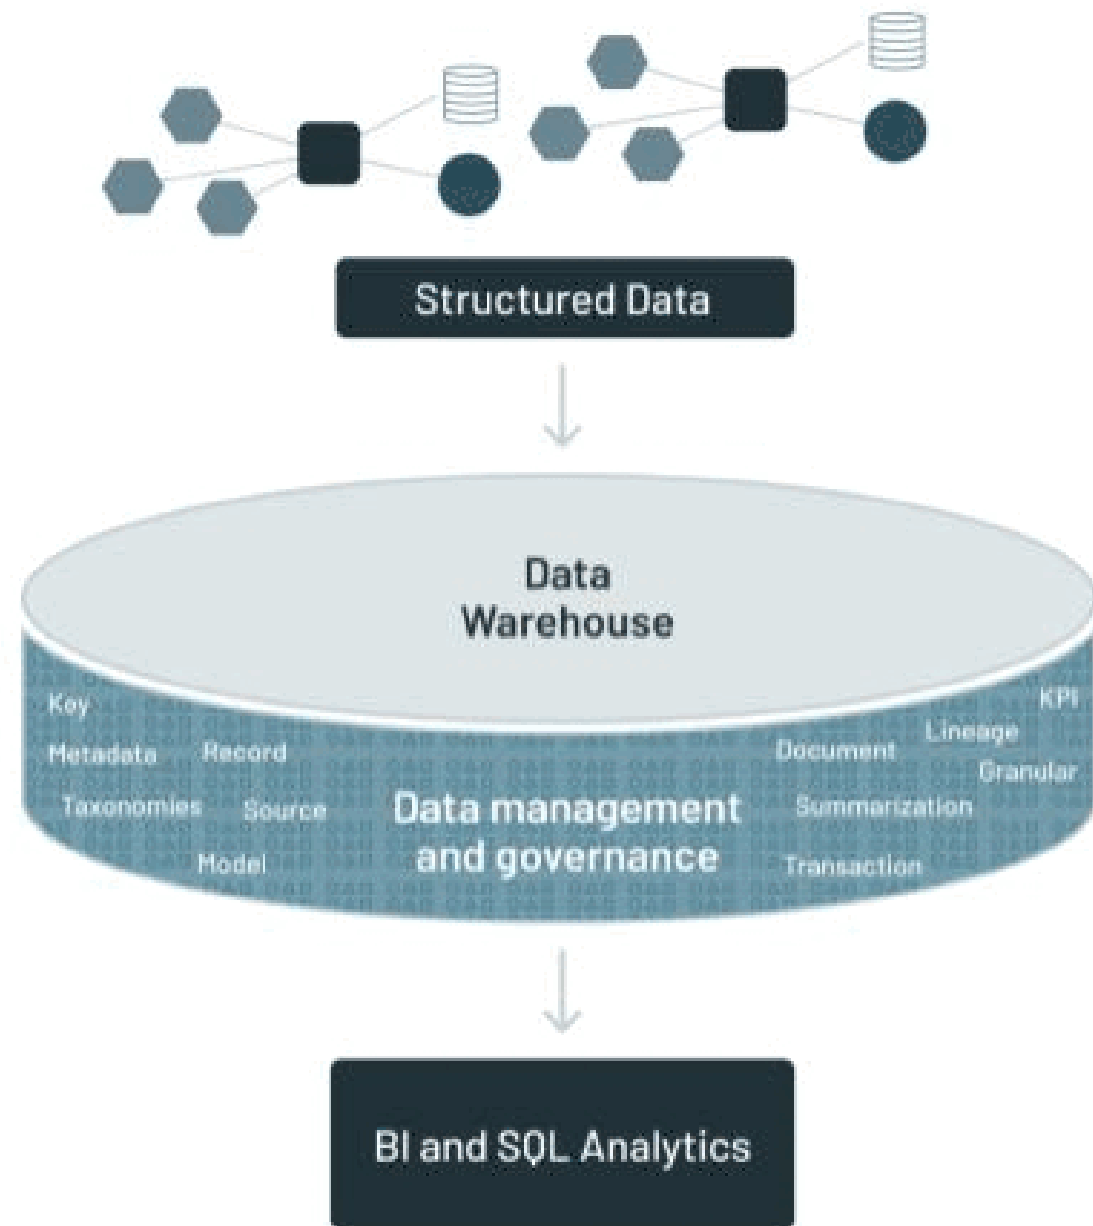 Structured Data
Data
Warehouse
Key
KPI
Lineage
Metadata
Record
Document
Granular
Taxonomies
Source
Data management
and governance
Summarization
Model
Transaction
BI and SQL Analytics